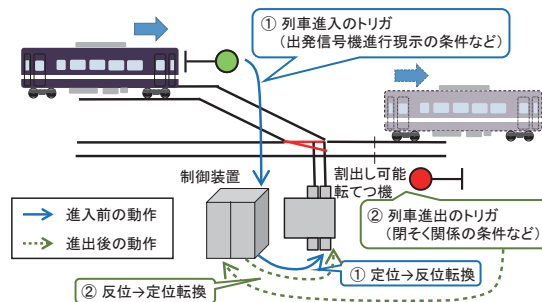 ① 列車進入のトリガ
（出発信号機進行現示の条件など）
制御装置
割出し可能
転てつ機
進入前の動作
進出後の動作
② 列車進出のトリガ
（閉そく関係の条件など）
① 定位→反位転換
② 反位→定位転換